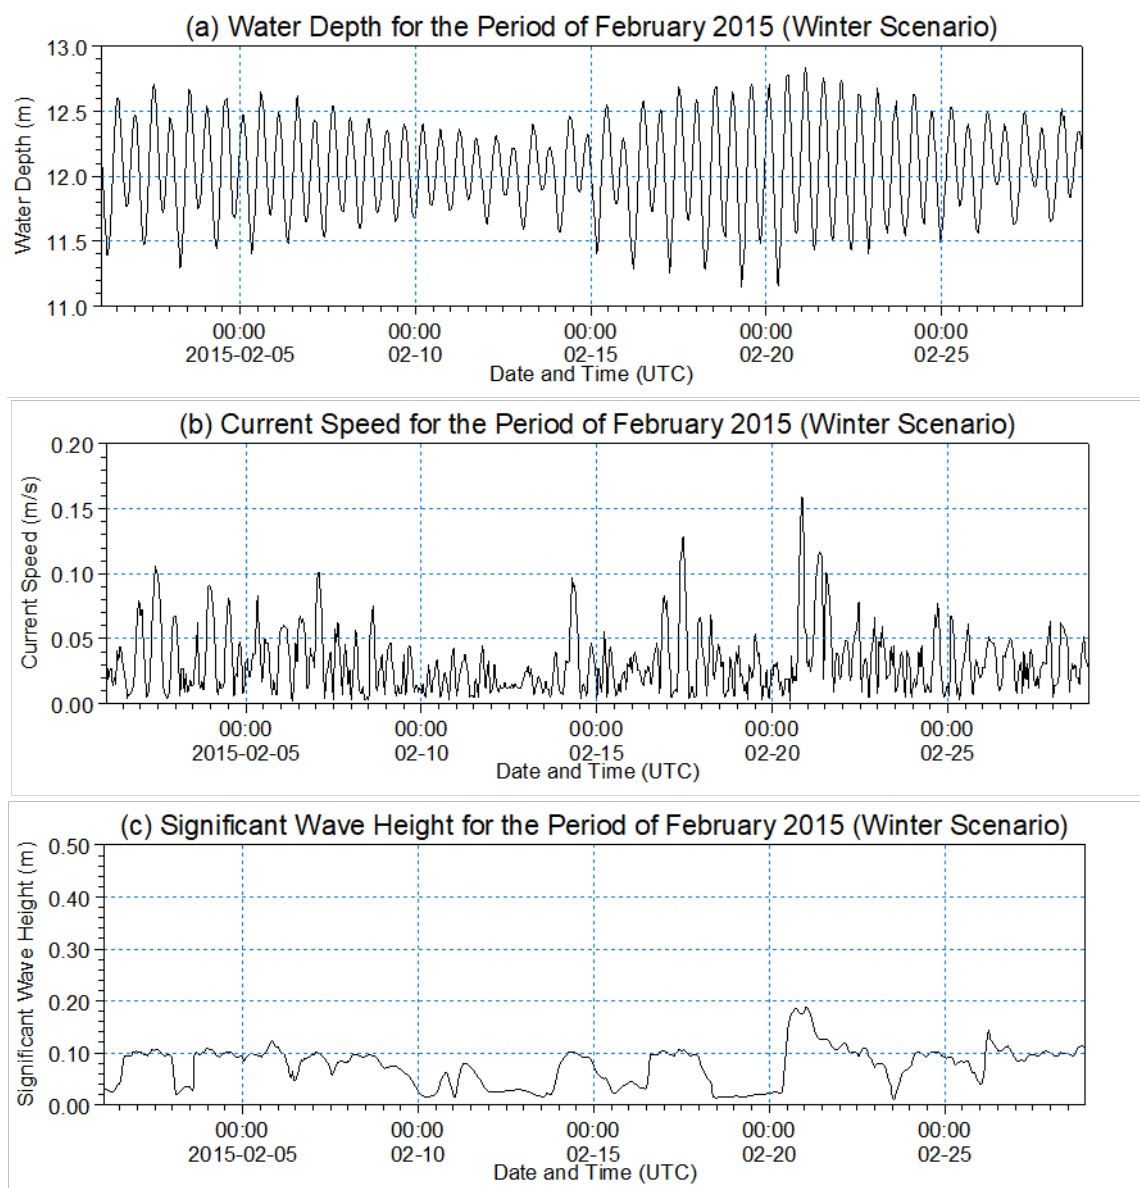 (a) Water Depth for the Period of February 2015 (Winter Scenario)
Water Depth (m)
13.0
12.5
12.0
11.5
11.0
00:00 00:00 00:00 00:00 00:00
2015-02-05 02-10 02-15 02-20 02-25
Date and Time (UTC)
(b) Current Speed for the Period of February 2015 (Winter Scenario)
Current Speed (m/s)
0.20
0.15
0.10
0.05
0.00
00:00 00:00 00:00 00:00 00:00
2015-02-05 02-10 02-15 02-20 02-25
Date and Time (UTC)
(c) Significant Wave Height for the Period of February 2015 (Winter Scenario)
Significant Wave Height (m)
0.50
0.40
0.30
0.20
0.10
0.00
00:00 00:00 00:00 00:00 00:00
2015-02-05 02-10 02-15 02-20 02-25
Date and Time (UTC)